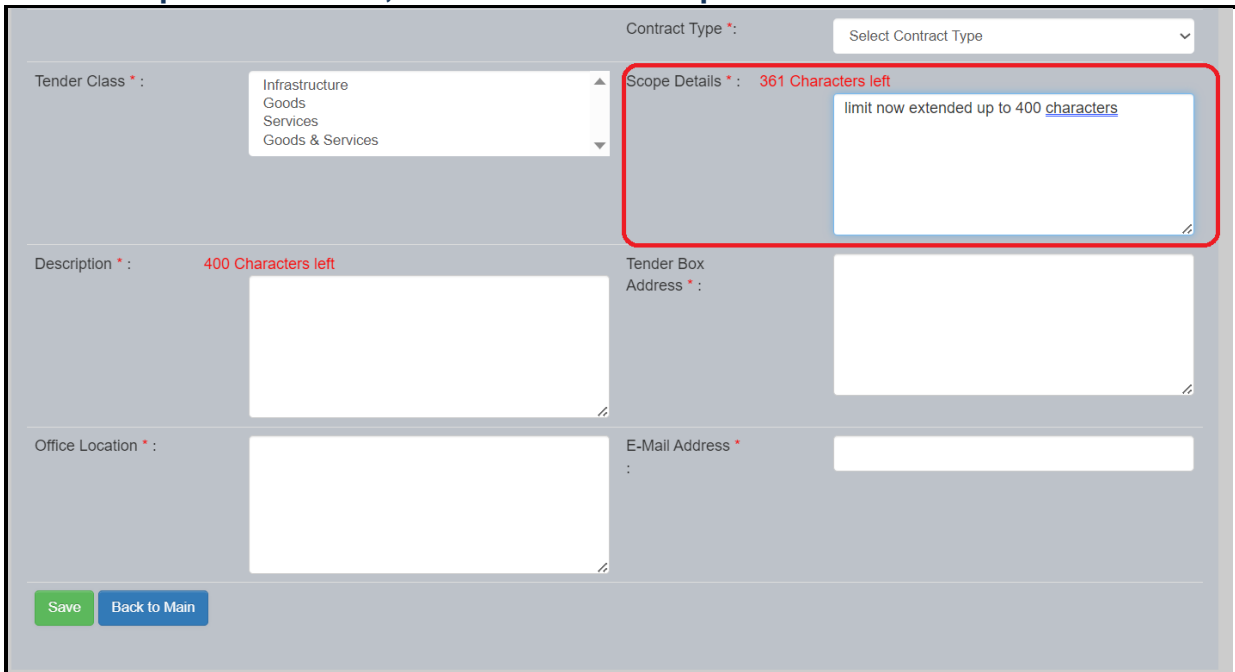 Contract Type *:
Select Contract Type
Tender Class * :
Infrastructure
Goods
Services
Goods & Services
Scope Details * : 361 Characters left
limit now extended up to 400 characters
Description * : 400 Characters left
Tender Box
Address * :
Office Location * :
E-Mail Address *
:
Save Back to Main